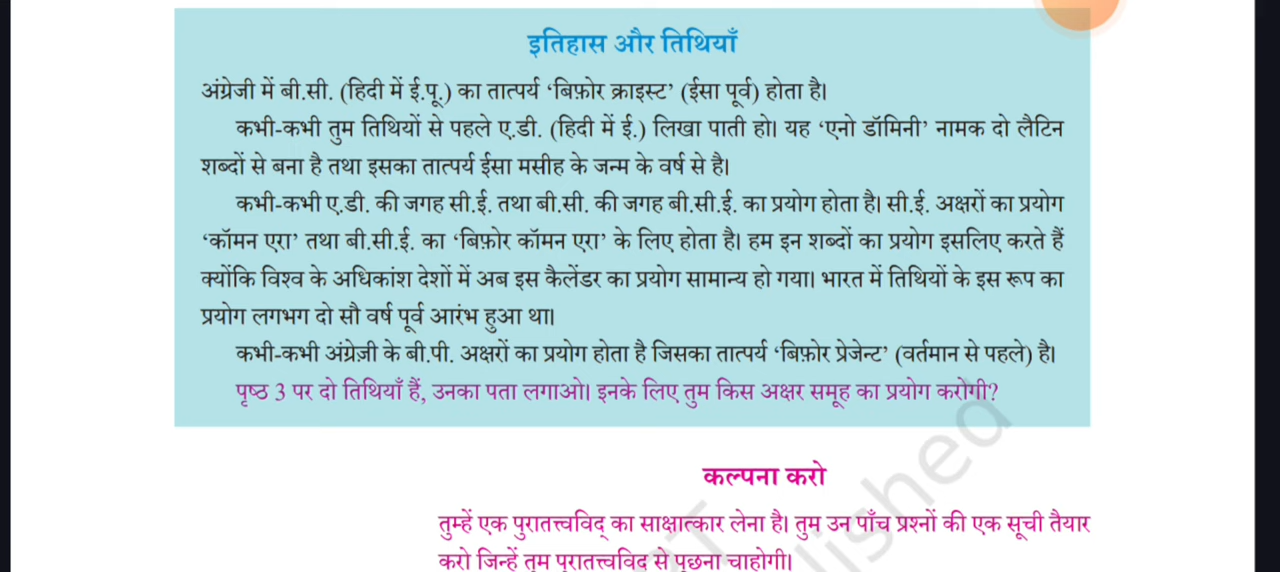 इतिहास और तिथियाँ
अंग्रेजी में बी.सी. (हिदी में ई.पू.) का तात्पर्य ‘बिफ़ोर क्राइस्ट’ (ईसा पूर्व) होता है।
कभी-कभी तुम तिथियों से पहले ए.डी. (हिदी में ई.) लिखा पाती हो। यह ‘एनो डॉमिनी’ नामक दो लैटिन
शब्दों से बना है तथा इसका तात्पर्य ईसा मसीह के जन्म के वर्ष से है।
कभी-कभी ए.डी. की जगह सी.ई. तथा बी.सी. की जगह बी.सी.ई. का प्रयोग होता है। सी.ई. अक्षरों का प्रयोग
‘कॉमन एरा’ तथा बी.सी.ई. का ‘बिफ़ोर कॉमन एरा’ के लिए होता है। हम इन शब्दों का प्रयोग इसलिए करते हैं
क्योंकि विश्व के अधिकांश देशों में अब इस कैलेंडर का प्रयोग सामान्य हो गया। भारत में तिथियों के इस रूप का
प्रयोग लगभग दो सौ वर्ष पूर्व आरंभ हुआ था।
कभी-कभी अंग्रेज़ी के बी.पी. अक्षरों का प्रयोग होता है जिसका तात्पर्य ‘बिफ़ोर प्रेजेन्ट’ (वर्तमान से पहले) है।
पृष्ठ 3 पर दो तिथियाँ हैं, उनका पता लगाओ। इनके लिए तुम किस अक्षर समूह का प्रयोग करोगी?
कल्पना करो
तुम्हें एक पुरातत्त्वविद् का साक्षात्कार लेना है। तुम उन पाँच प्रश्नों की एक सूची तैयार
करो जिन्हें तुम पुरातत्त्वविद् से पूछना चाहोगी।